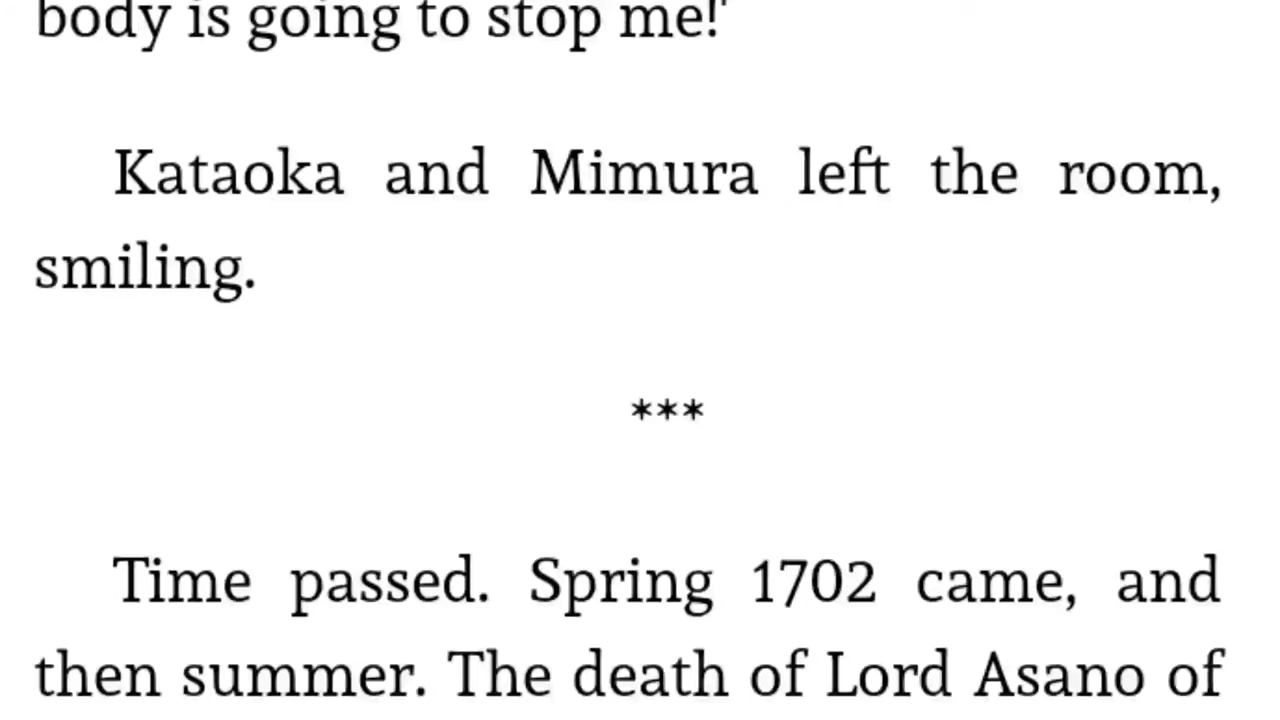 body is going to stop me!'
Kataoka and Mimura left the room,
smiling.
***
Time passed. Spring 1702 came, and
then summer. The death of Lord Asano of